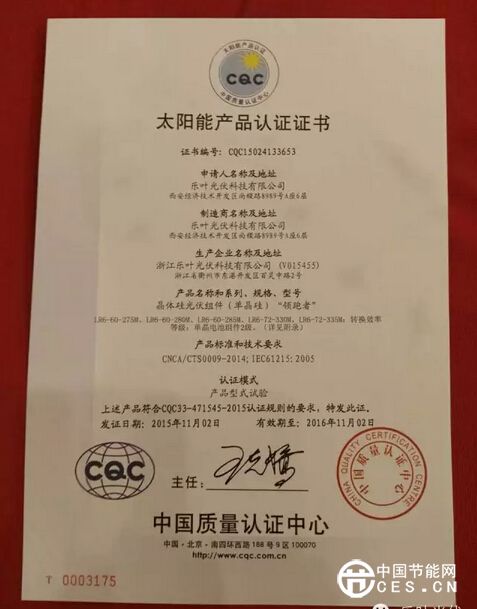 太阳能产品认证
CQC
中国质量认证中心
太阳能产品认证证书
证书编号：CQC15024133653
申请人名称及地址
乐叶光伏科技有限公司
西安经济技术开发区尚稷路8989号A座6层
制造商名称及地址
乐叶光伏科技有限公司
西安经济技术开发区尚稷路8989号A座6层
生产企业名称及地址
浙江乐叶光伏科技有限公司 (V015455)
浙江省衢州市东港开发区百灵中路2号
产品名称和系列、规格、型号
晶体硅光伏组件（单晶硅）“领跑者”
LR6-60-275M、LR6-60-280M、LR6-60-285M、LR6-72-330M、LR6-72-335M；转换效率
等级：单晶电池组件2级。（详见附录）
产品标准和技术要求
CNCA/CTS0009-2014；IEC61215:2005
认证模式
产品型式试验
上述产品符合CQC33-471545-2015认证规则的要求，特发此证。
发证日期：2015年11月02日 有效期至：2016年11月02日
CQC
主任：
CHINA QUALITY CERTIFICATION CENTRE
中国质量认证中心
中国质量认证中心
中国·北京·南四环西路188号9区 100070
http://www.cqc.com.cn
T 0003175
中国节能网
CES.CN